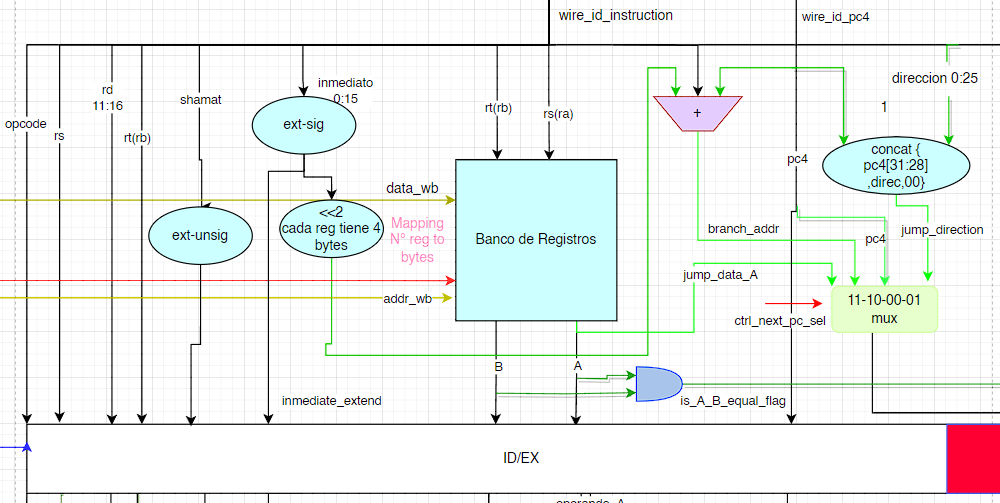 wire_id_instruction
wire_id_pc4
opcode
rs
rd
11:16
rt(rb)
shamat
inmediato
0:15
ext-sig
rt(rb)
rs(ra)
+
pc4
direccion 0:25
1
concat {
pc4[31:28]
,direc,00}
data_wb
ext-unsig
<<2
cada reg tiene 4
bytes
Mapping
N° reg to
bytes
Banco de Registros
branch_addr
pc4
jump_direction
jump_data_A
addr_wb
11-10-00-01
mux
ctrl_next_pc_sel
B
A
inmediate_extend
is_A_B_equal_flag
ID/EX
operando_A